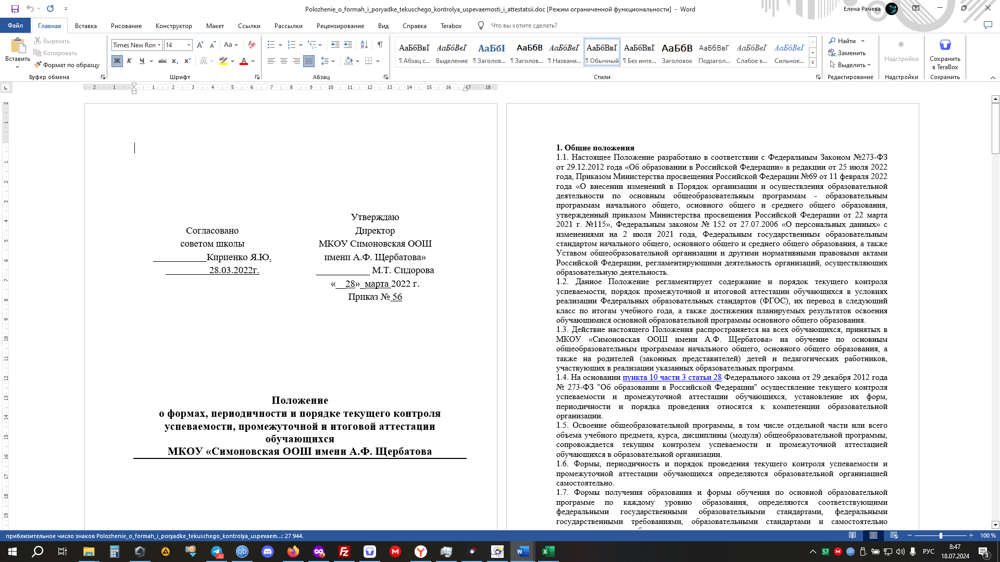 Polozhenie_o_formah_i_poryadke_tekuschego_kontrolya_uspevaemosti_i_attestatsii.doc [Режим ограниченной функциональности] - Word
Елена Рачева
Файл Главная Вставка Рисование Конструктор Макет Ссылки Рассылки Рецензирование Вид Справка Terabox Что вы хотите сделать?
Вставить
Вырезать
Копировать
Формат по образцу
Буфер обмена
Times New Ron 14
Шрифт
Абзац
АаБбВвІ АаБбВвІ АаБбІ АаБбВ АаБбВвІ АаБбВвІ АаБбВвІ АаБбВ АаБбВвГ АаБбВвІ АаБбВвІ
¶ Абзац с... Выделение ¶ Заголов... ¶ Заголов... ¶ Названи... ¶ Обычный ¶ Без инте... Заголовок Подзагол... Слабое в... Сильное...
Стили
Найти
Заменить
Выделить
Редактирование
Надстройки
Надстройки
Сохранить
в TeraBox
Сохранить
2 1 1 2 3 4 5 6 7 8 9 10 11 12 13 14 15 16 17 18
Утверждаю
Согласовано Директор
советом школы МКОУ Симоновская ООШ
___________Кириенко Я.Ю. имени А.Ф. Щербатова»
_________28.03.2022г. ___________ М.Т. Сидорова
«__28»_марта 2022 г.
Приказ № 56
Положение
о формах, периодичности и порядке текущего контроля
успеваемости, промежуточной и итоговой аттестации
обучающихся
МКОУ «Симоновская ООШ имени А.Ф. Щербатова
1. Общие положения
1.1. Настоящее Положение разработано в соответствии с Федеральным Законом №273-ФЗ
от 29.12.2012 года «Об образовании в Российской Федерации» в редакции от 25 июля 2022
года, Приказом Министерства просвещения Российской Федерации №69 от 11 февраля 2022
года «О внесении изменений в Порядок организации и осуществления образовательной
деятельности по основным общеобразовательным программам - образовательным
программам начального общего, основного общего и среднего общего образования,
утвержденный приказом Министерства просвещения Российской Федерации от 22 марта
2021 г. №115», Федеральным законом № 152 от 27.07.2006 «О персональных данных» с
изменениями на 2 июля 2021 года, Федеральным государственным образовательным
стандартом начального общего, основного общего и среднего общего образования, а также
Уставом общеобразовательной организации и другими нормативными правовыми актами
Российской Федерации, регламентирующими деятельность организаций, осуществляющих
образовательную деятельность.
1.2. Данное Положение регламентирует содержание и порядок текущего контроля
успеваемости, порядок промежуточной и итоговой аттестации обучающихся в условиях
реализации Федеральных образовательных стандартов (ФГОС), их перевод в следующий
класс по итогам учебного года, а также достижения планируемых результатов освоения
обучающимися основной образовательной программы основного общего образования.
1.3. Действие настоящего Положения распространяется на всех обучающихся, принятых в
МКОУ «Симоновская ООШ имени А.Ф. Щербатова» на обучение по основным
общеобразовательным программам начального общего, основного общего образования, а
также на родителей (законных представителей) детей и педагогических работников,
участвующих в реализации указанных образовательных программ.
1.4. На основании пункта 10 части 3 статьи 28 Федерального закона от 29 декабря 2012 года
№ 273-ФЗ "Об образовании в Российской Федерации" осуществление текущего контроля
успеваемости и промежуточной аттестации обучающихся, установление их форм,
периодичности и порядка проведения относятся к компетенции образовательной
организации.
1.5. Освоение общеобразовательной программы, в том числе отдельной части или всего
объема учебного предмета, курса, дисциплины (модуля) общеобразовательной программы,
сопровождается текущим контролем успеваемости и промежуточной аттестацией
обучающихся в образовательной организации.
1.6. Формы, периодичность и порядок проведения текущего контроля успеваемости и
промежуточной аттестации обучающихся определяются образовательной организацией
самостоятельно.
1.7. Формы получения образования и формы обучения по основной образовательной
программе по каждому уровню образования, определяются соответствующими
федеральными государственными образовательными стандартами, федеральными
государственными требованиями, образовательными стандартами и самостоятельно
приблизительное число знаков Polozhenie_o_formah_i_poryadke_tekuschego_kontrolya_uspevaem...: 27 944.
100 %
РУС
8:47
18.07.2024